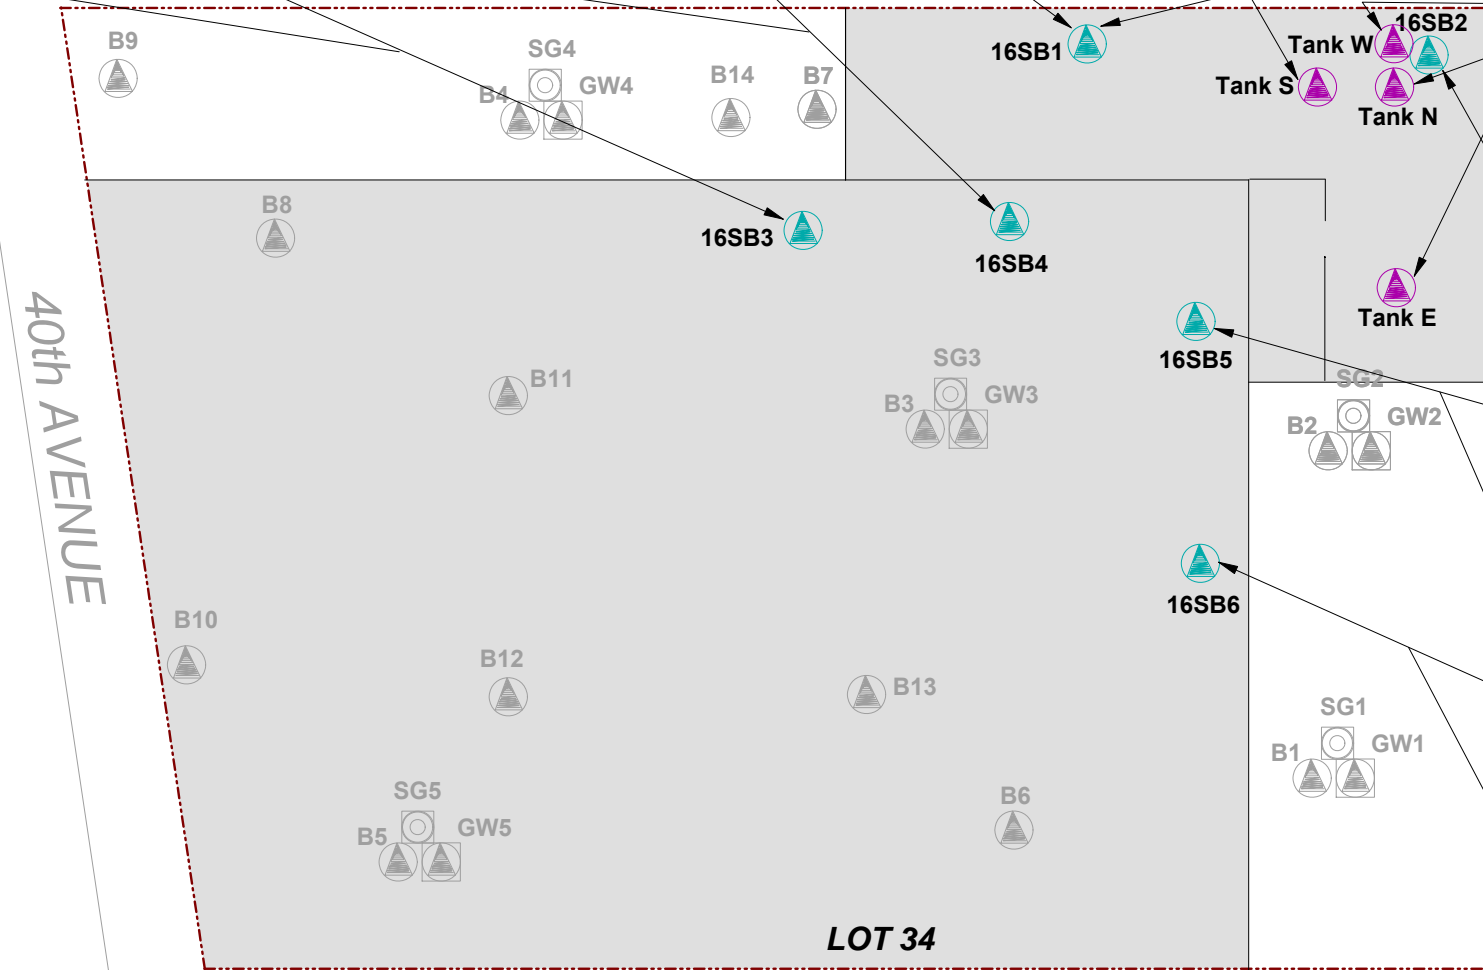 16SB2
B9
SG4
16SB1
Tank W
GW4
B14
B7
Tank S
B4
Tank N
B8
16SB3
16SB4
40th AVENUE
Tank E
16SB5
SG3
B11
SG2
GW3
B3
GW2
B2
16SB6
B10
B12
B13
SG1
GW1
B1
SG5
B6
GW5
B5
LOT 34